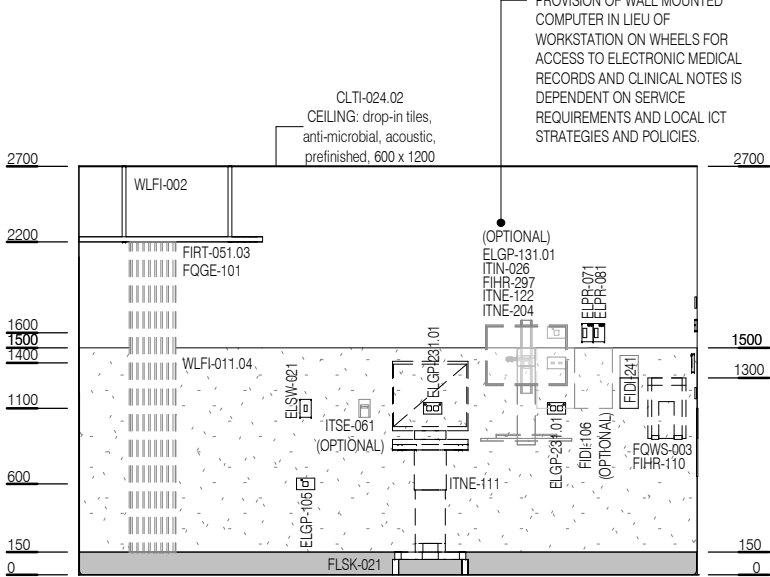 PROVISION OF WALL MOUNTED
COMPUTER IN LIEU OF
WORKSTATION ON WHEELS FOR
ACCESS TO ELECTRONIC MEDICAL
RECORDS AND CLINICAL NOTES IS
DEPENDENT ON SERVICE
REQUIREMENTS AND LOCAL ICT
STRATEGIES AND POLICIES.
CLTI-024.02
CEILING: drop-in tiles,
anti-microbial, acoustic,
prefinished, 600 x 1200
2700
2700
WLFI-002
2200
FIRT-051.03
FQGE-101
(OPTIONAL)
ELGP-131.01
ITIN-026
FIHR-297
ITNE-122
ITNE-204
ELPR-071
ELPR-081
1600
1500
1400
1500
1300
WLFI-011.04
ELGP-231.01
FIDI-241
ELSW-021
1100
ITSE-061
(OPTIONAL)
ELGP-231.01
FIDI-106
(OPTIONAL)
FQWS-003
FIHR-110
600
ITNE-111
ELGP-105
150
150
FLSK-021
0
0